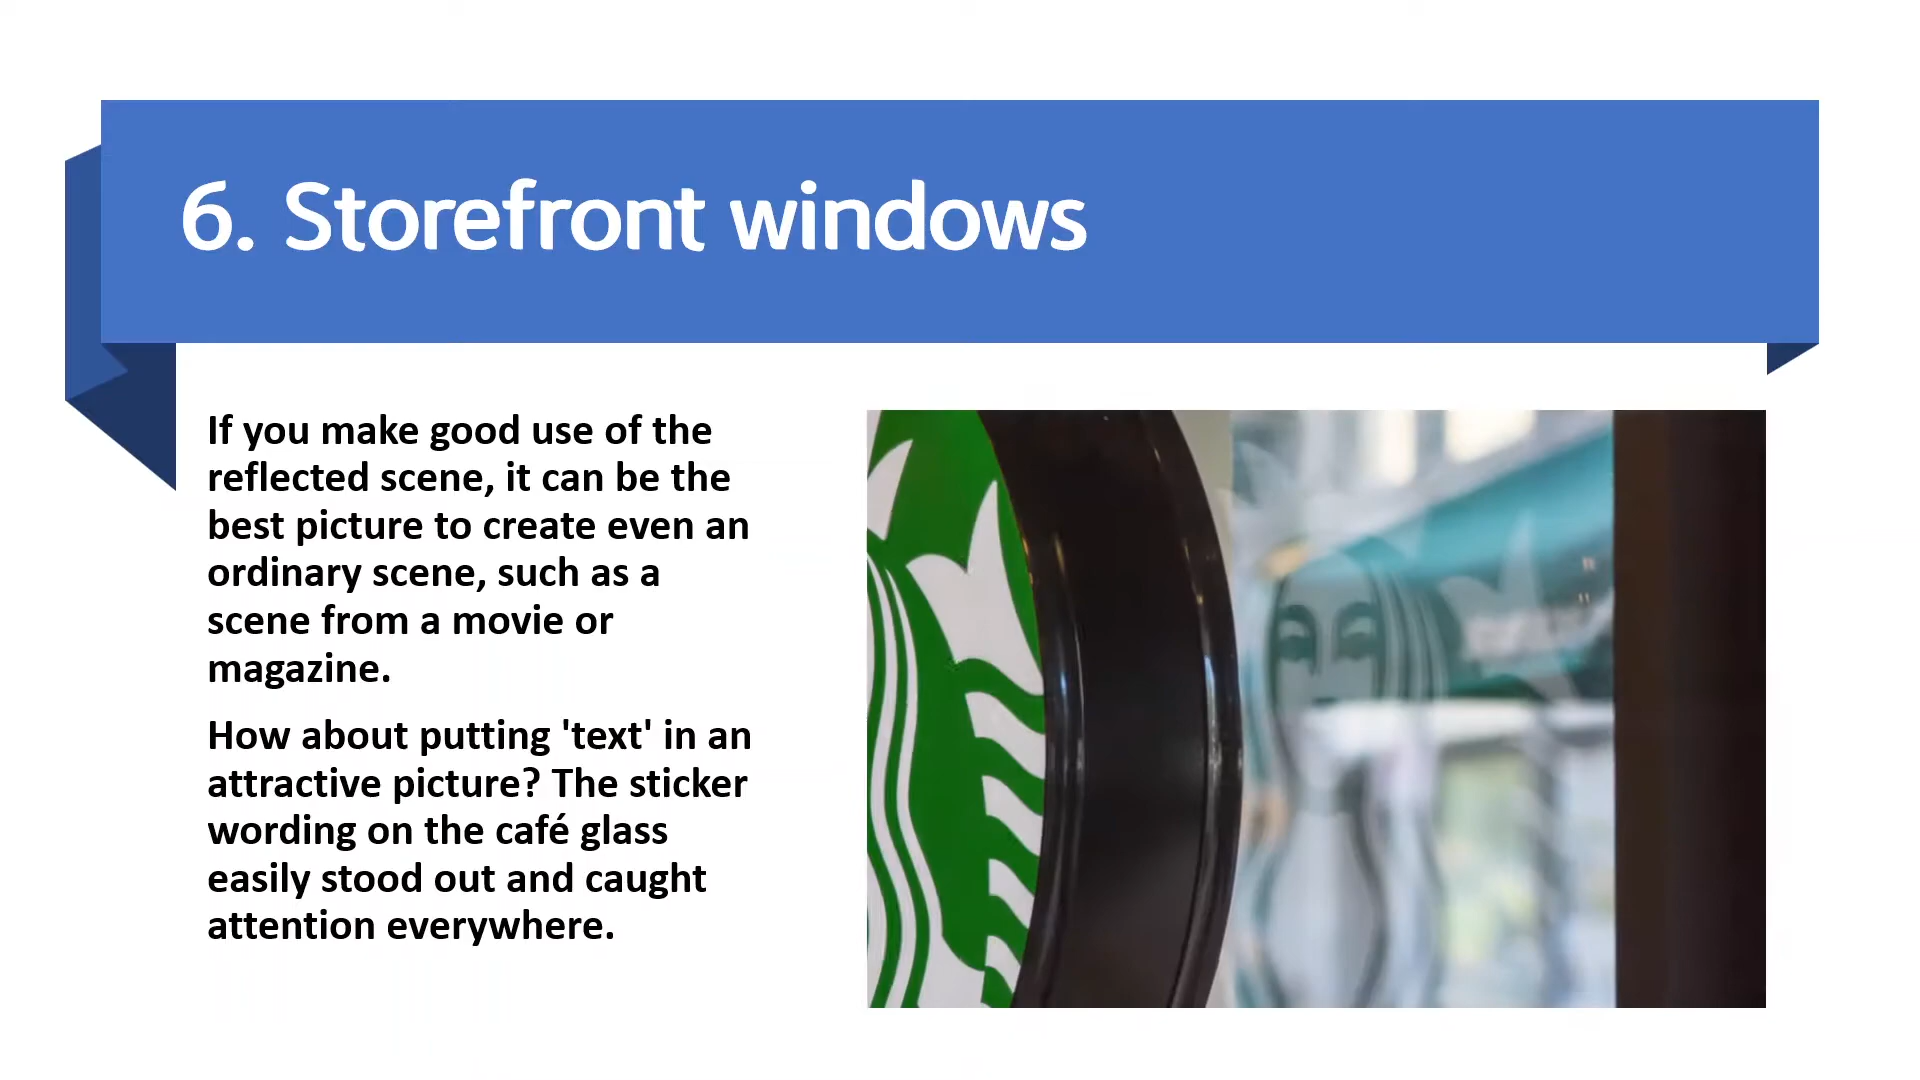 6. Storefront windows
If you make good use of the
reflected scene, it can be the
best picture to create even an
ordinary scene, such as a
scene from a movie or
magazine.
How about putting 'text' in an
attractive picture? The sticker
wording on the café glass
easily stood out and caught
attention everywhere.